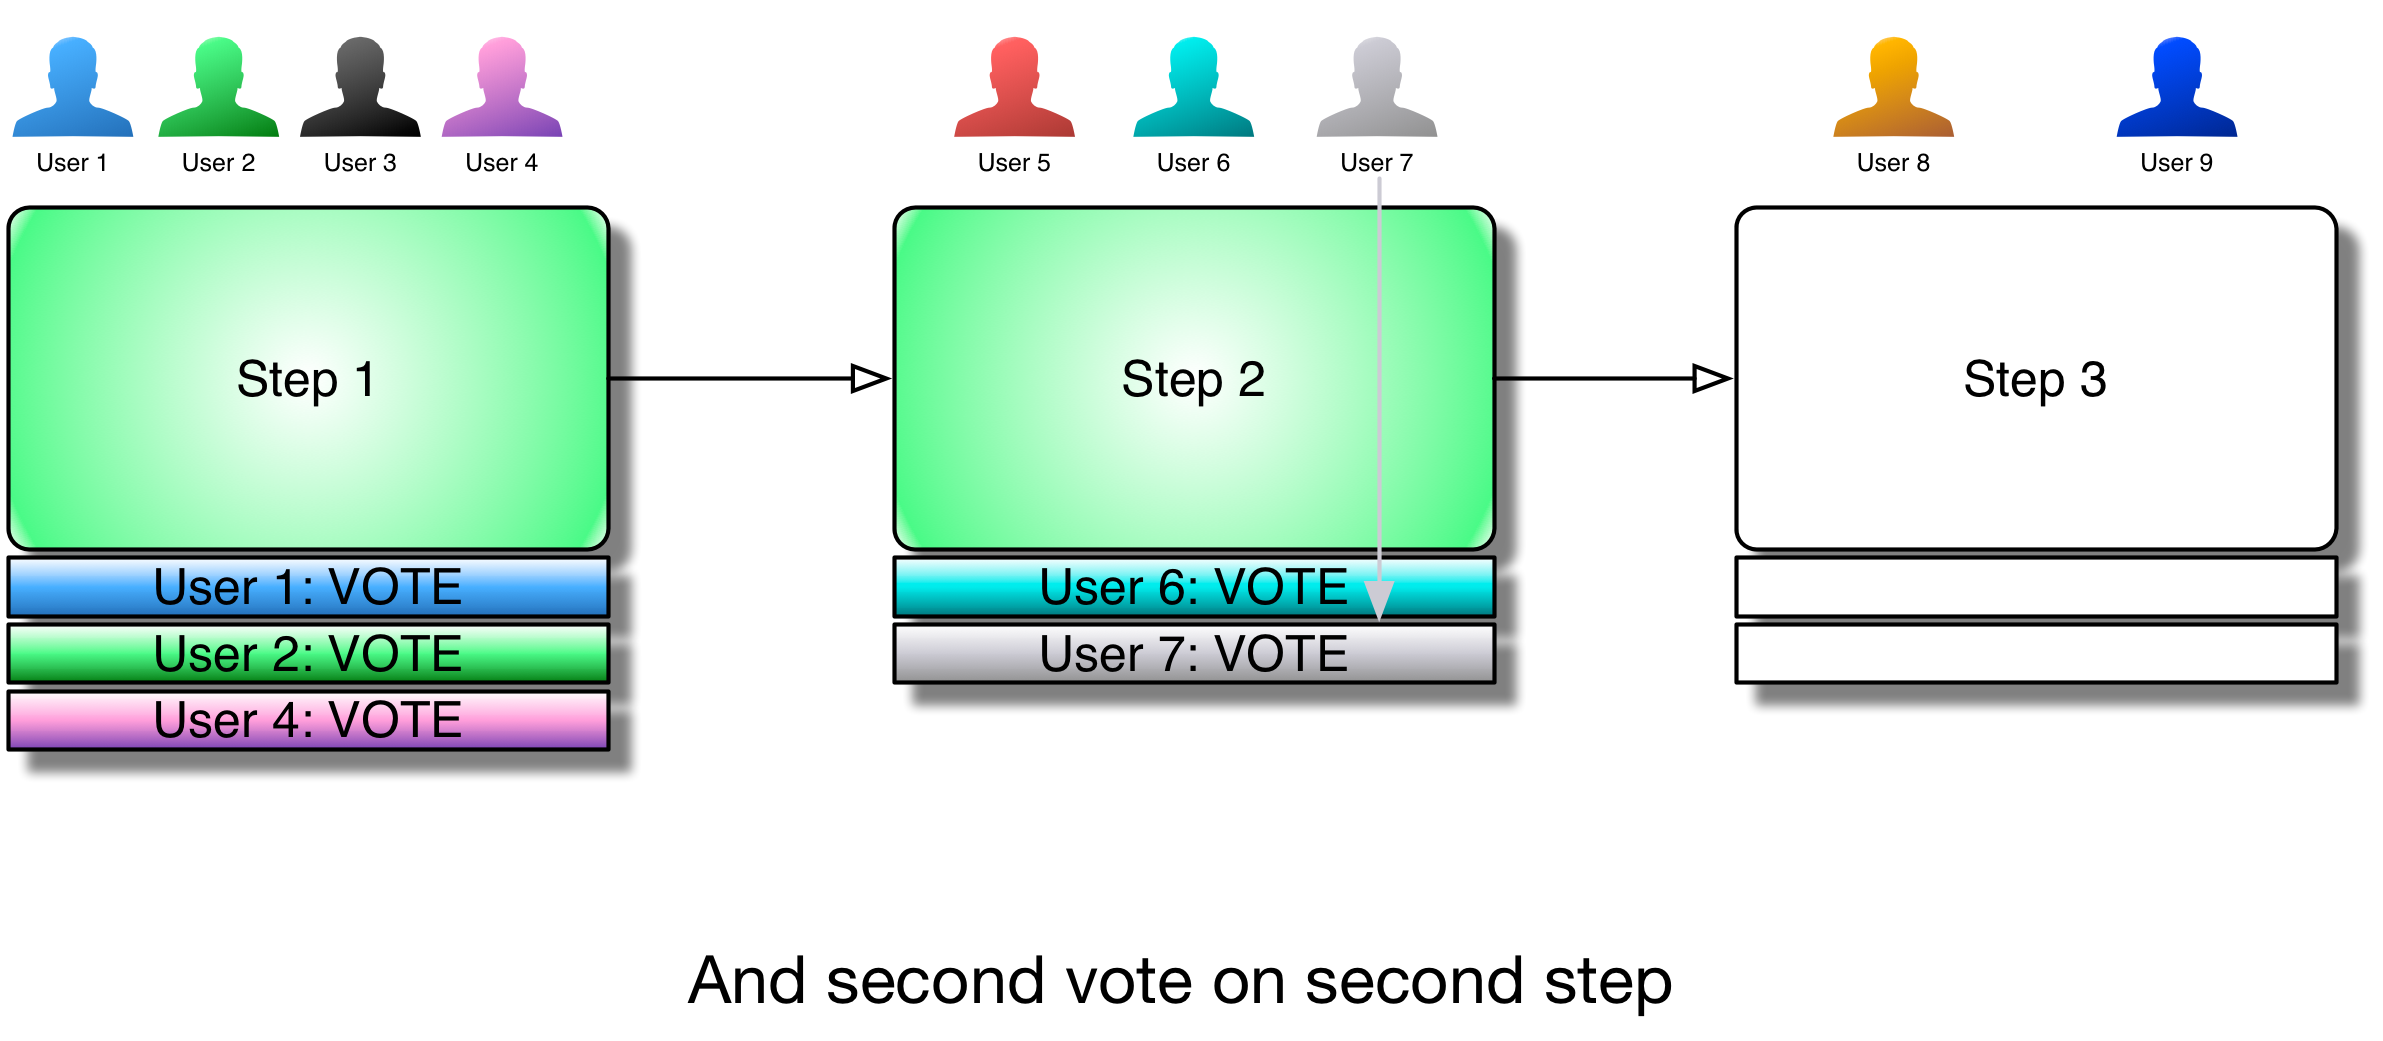 User 1
User 2
User 3
User 4
User 5
User 6
User 7
User 8
User 9
Step 1
Step 2
Step 3
User 1: VOTE
User 2: VOTE
User 4: VOTE
User 6: VOTE
User 7: VOTE
And second vote on second step